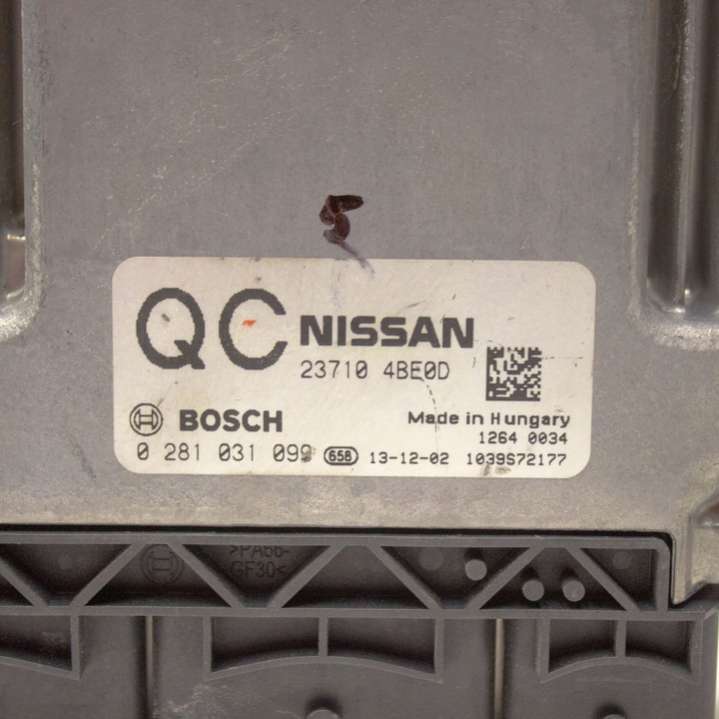 5
QC NISSAN
23710 4BE0D
BOSCH Made in Hungary
1264 0034
0 281 031 099 658 13-12-02 1039S72177
>PA66-
GF30<